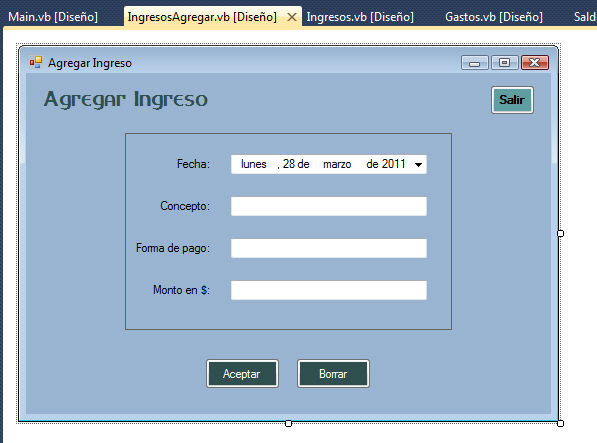 Main.vb [Diseño] IngresosAgregar.vb [Diseño] Ingresos.vb [Diseño] Gastos.vb [Diseño]
Agregar Ingreso
Agregar Ingreso Salir
Fecha: lunes , 28 de marzo de 2011
Concepto:
Forma de pago:
Monto en $:
Aceptar Borrar